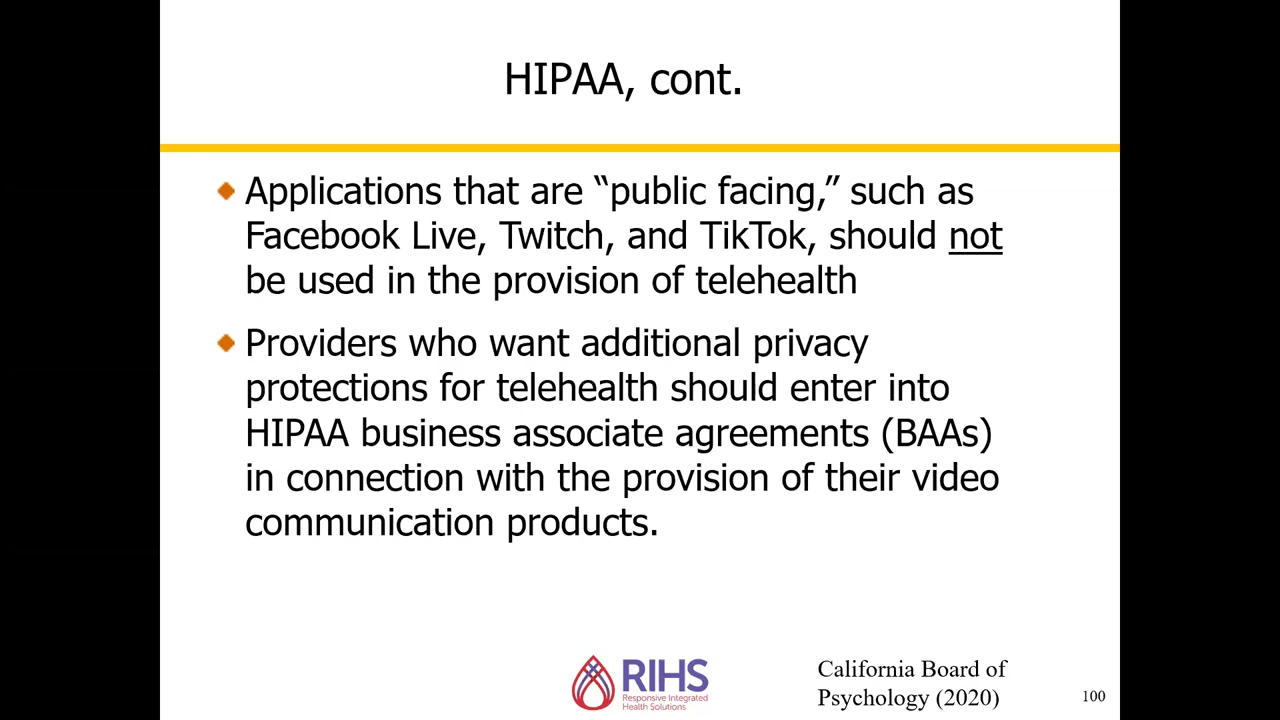 HIPAA, cont.
Applications that are “public facing,” such as
Facebook Live, Twitch, and TikTok, should not
be used in the provision of telehealth
Providers who want additional privacy
protections for telehealth should enter into
HIPAA business associate agreements (BAAs)
in connection with the provision of their video
communication products.
RIHS
Responsive Integrated
Health Solutions
California Board of
Psychology (2020)
100